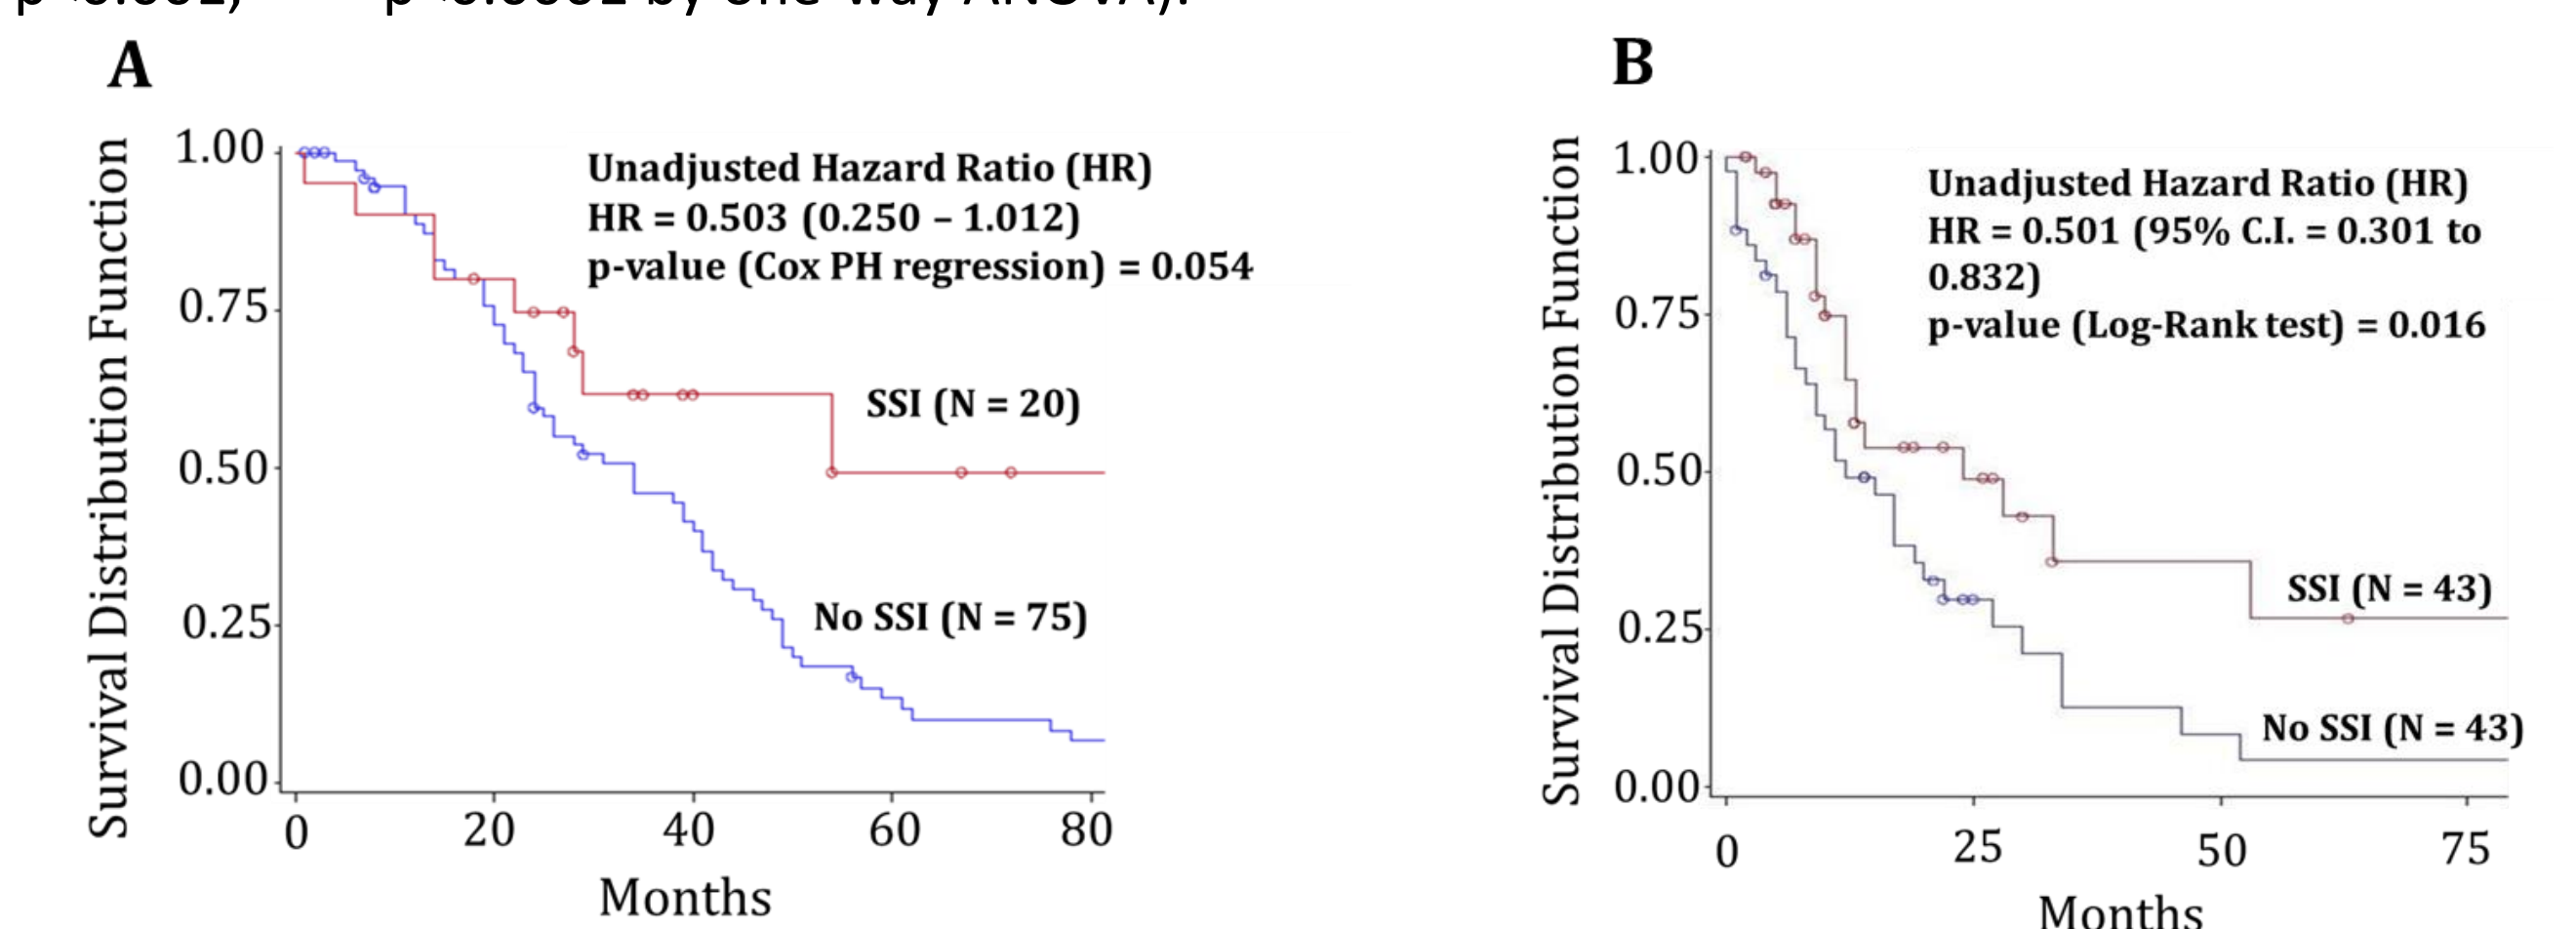 by one-way ANOVA).
A
1.00
0.75
0.50
0.25
0.00
Survival Distribution Function
Unadjusted Hazard Ratio (HR)
HR = 0.503 (0.250 – 1.012)
p-value (Cox PH regression) = 0.054
SSI (N = 20)
No SSI (N = 75)
0 20 40 60 80
Months
B
1.00
0.75
0.50
0.25
0.00
Survival Distribution Function
Unadjusted Hazard Ratio (HR)
HR = 0.501 (95% C.I. = 0.301 to
0.832)
p-value (Log-Rank test) = 0.016
SSI (N = 43)
No SSI (N = 43)
0 25 50 75
Months